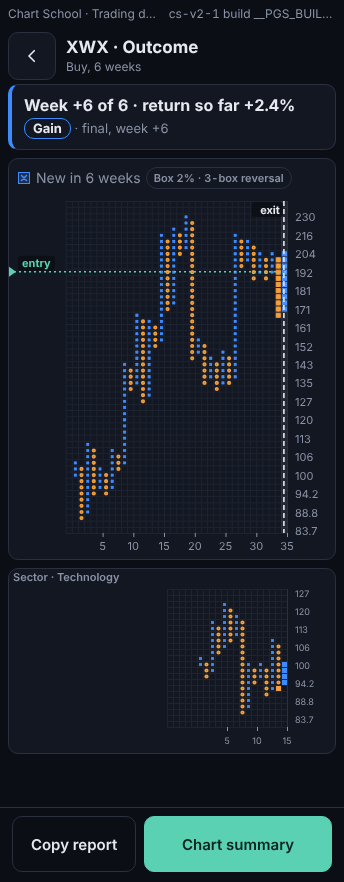 Chart School · Trading d... cs-v2-1 build __PGS_BUIL...
XWX · Outcome
Buy, 6 weeks
Week +6 of 6 · return so far +2.4%
Gain · final, week +6
New in 6 weeks Box 2% · 3-box reversal
exit
entry
230
216
204
192
181
171
161
152
143
135
127
120
113
106
100
94.2
88.8
83.7
5 10 15 20 25 30 35
Sector · Technology
127
120
113
106
100
94.2
88.8
83.7
5 10 15
Copy report Chart summary